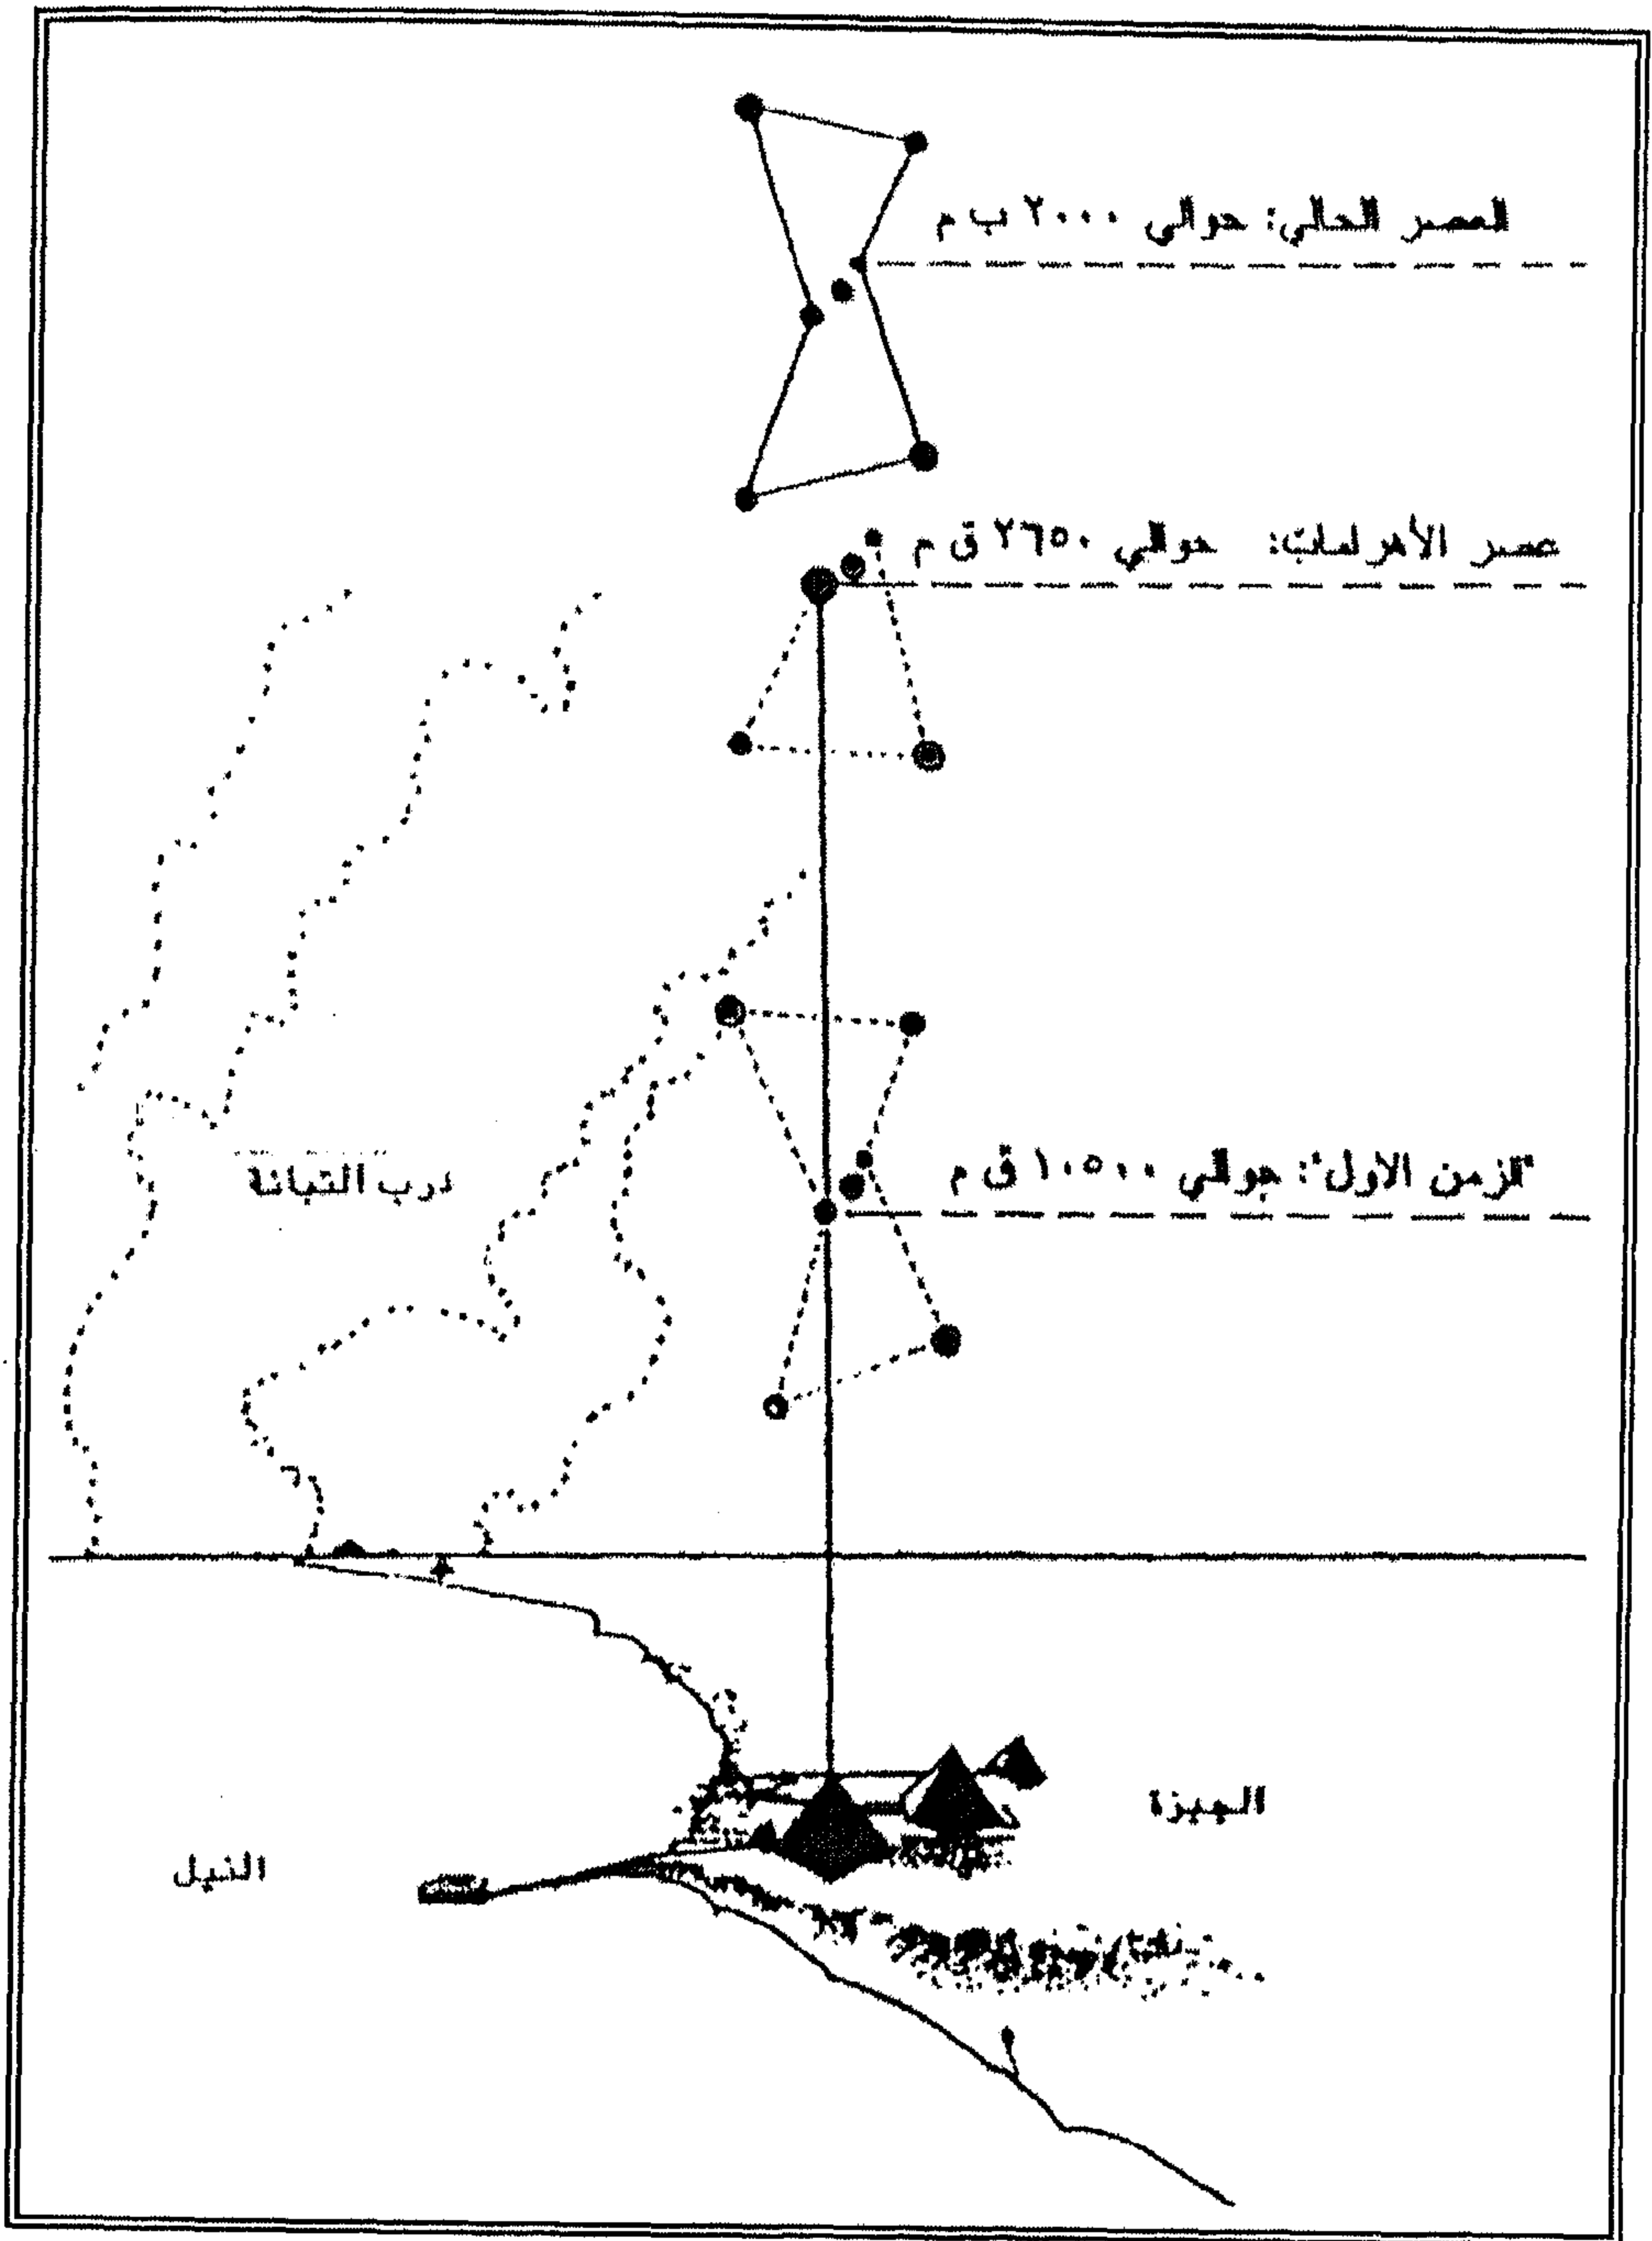 العصر الحالي: حوالي ٢٠٠٠ ب م
عصر الأهرامات: حوالي ٢٦٥٠ ق م
درب التبانة
"الزمن الأول": حوالي ١٠٥٠٠ ق م
الجيزة
النيل